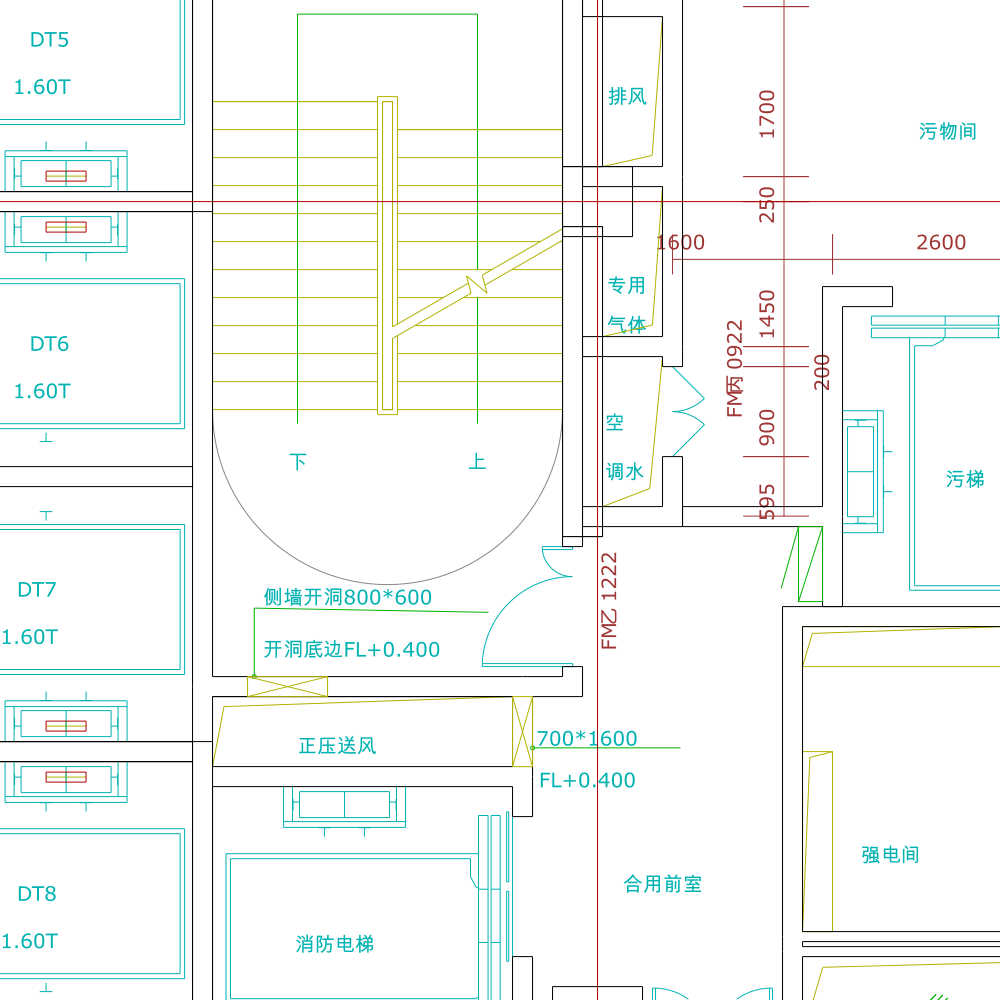 DT5
1.60T
排风
1700
污物间
250
1600
2600
专用
气体
DT6
1.60T
1450
FM丙 0922
200
空
调水
900
595
污梯
下
上
DT7
1.60T
侧墙开洞800*600
开洞底边FL+0.400
FM乙 1222
正压送风
700*1600
FL+0.400
强电间
合用前室
DT8
1.60T
消防电梯